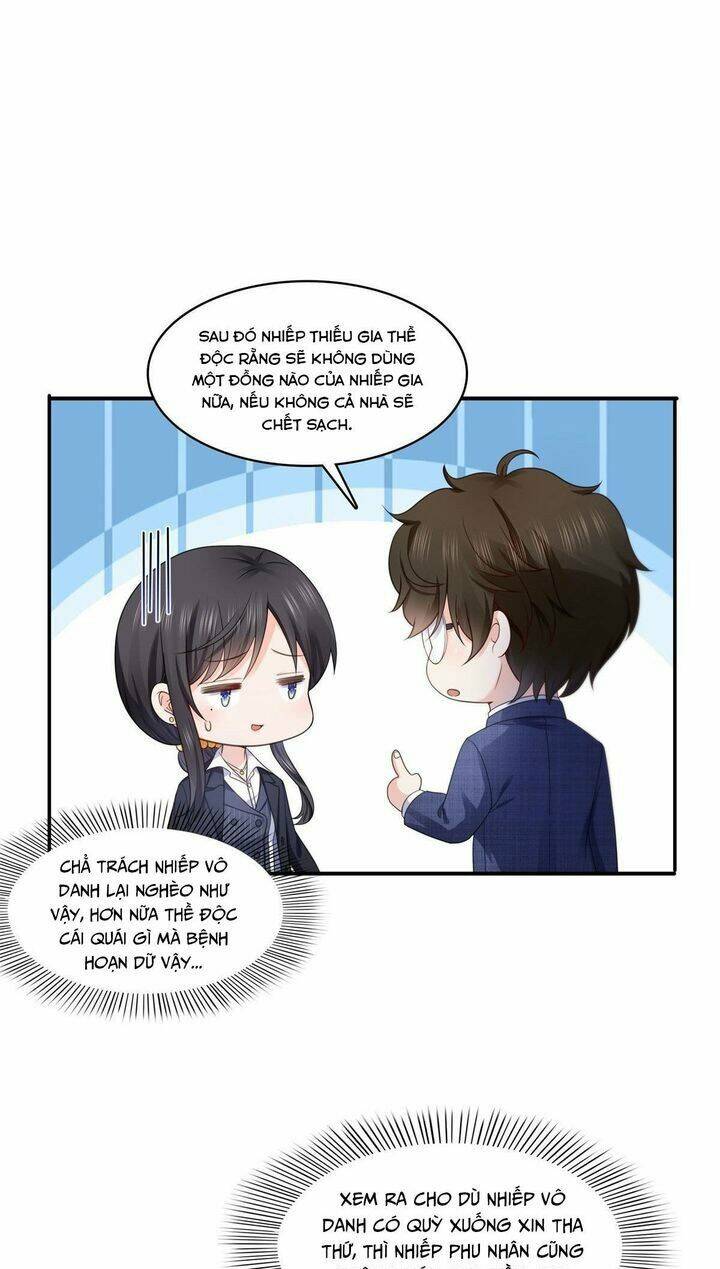 SAU ĐÓ NHIẾP THIẾU GIA THỀ
ĐỘC RẰNG SẼ KHÔNG DÙNG
MỘT ĐỒNG NÀO CỦA NHIẾP GIA
NỮA, NẾU KHÔNG CẢ NHÀ SẼ
CHẾT SẠCH.
CHẢ TRÁCH NHIẾP VÔ
DANH LẠI NGHÈO NHƯ
VẬY, HƠN NỮA THỀ ĐỘC
CÁI QUÁI GÌ MÀ BỆNH
HOẠN DỮ VẬY...
XEM RA CHO DÙ NHIẾP VÔ
DANH CÓ QUỲ XUỐNG XIN THA
THỨ, THÌ NHIẾP PHU NHÂN CŨNG